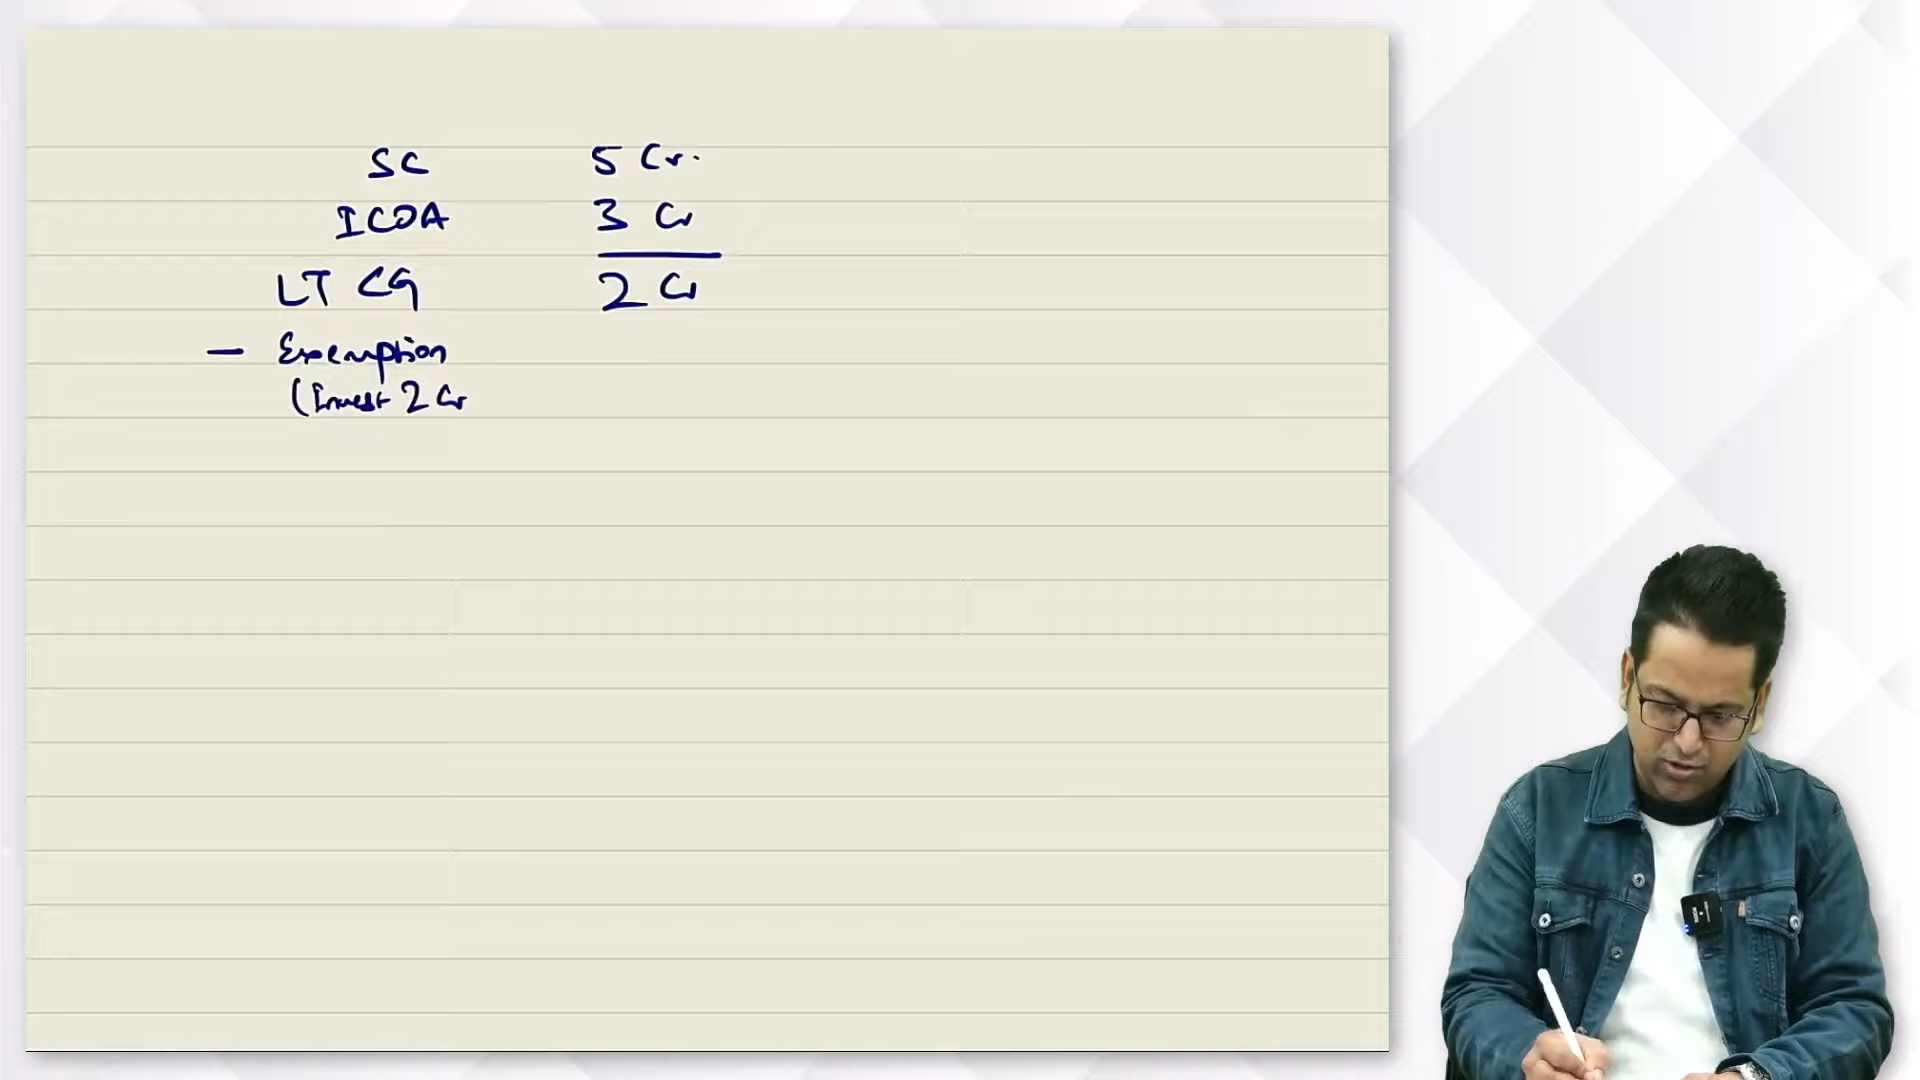 SC 5 Cr.
ICOA 3 Cr
LT CG 2 Cr
— Exemption
(Invest 2 Cr